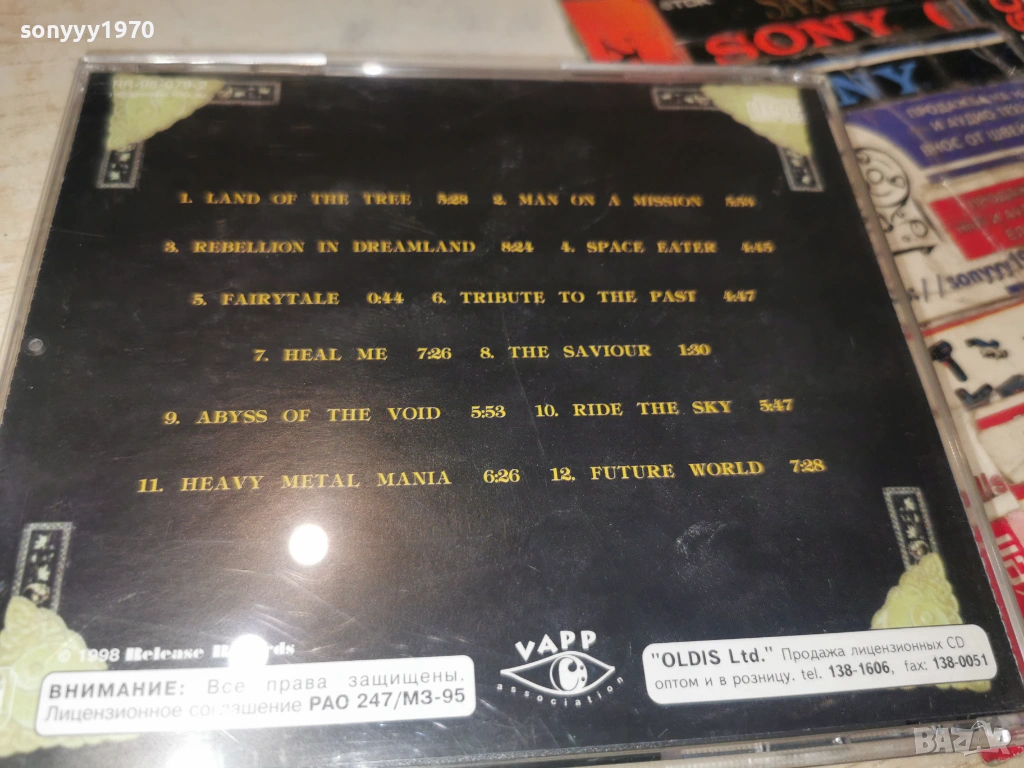 sonyyy1970
SONY
1. LAND OF THE TREE 5:28 2. MAN ON A MISSION 5:53
3. REBELLION IN DREAMLAND 8:24 4. SPACE EATER 4:45
5. FAIRYTALE 0:44 6. TRIBUTE TO THE PAST 4:47
7. HEAL ME 7:26 8. THE SAVIOUR 1:30
9. ABYSS OF THE VOID 5:53 10. RIDE THE SKY 5:47
11. HEAVY METAL MANIA 6:26 12. FUTURE WORLD 7:28
© 1998 Release Records
ВНИМАНИЕ: Все права защищены.
Лицензионное соглашение РАО 247/МЗ-95
VAPP
association
"OLDIS Ltd." Продажа лицензионных CD
оптом и в розницу. tel. 138-1606, fax: 138-0051
BAZAR